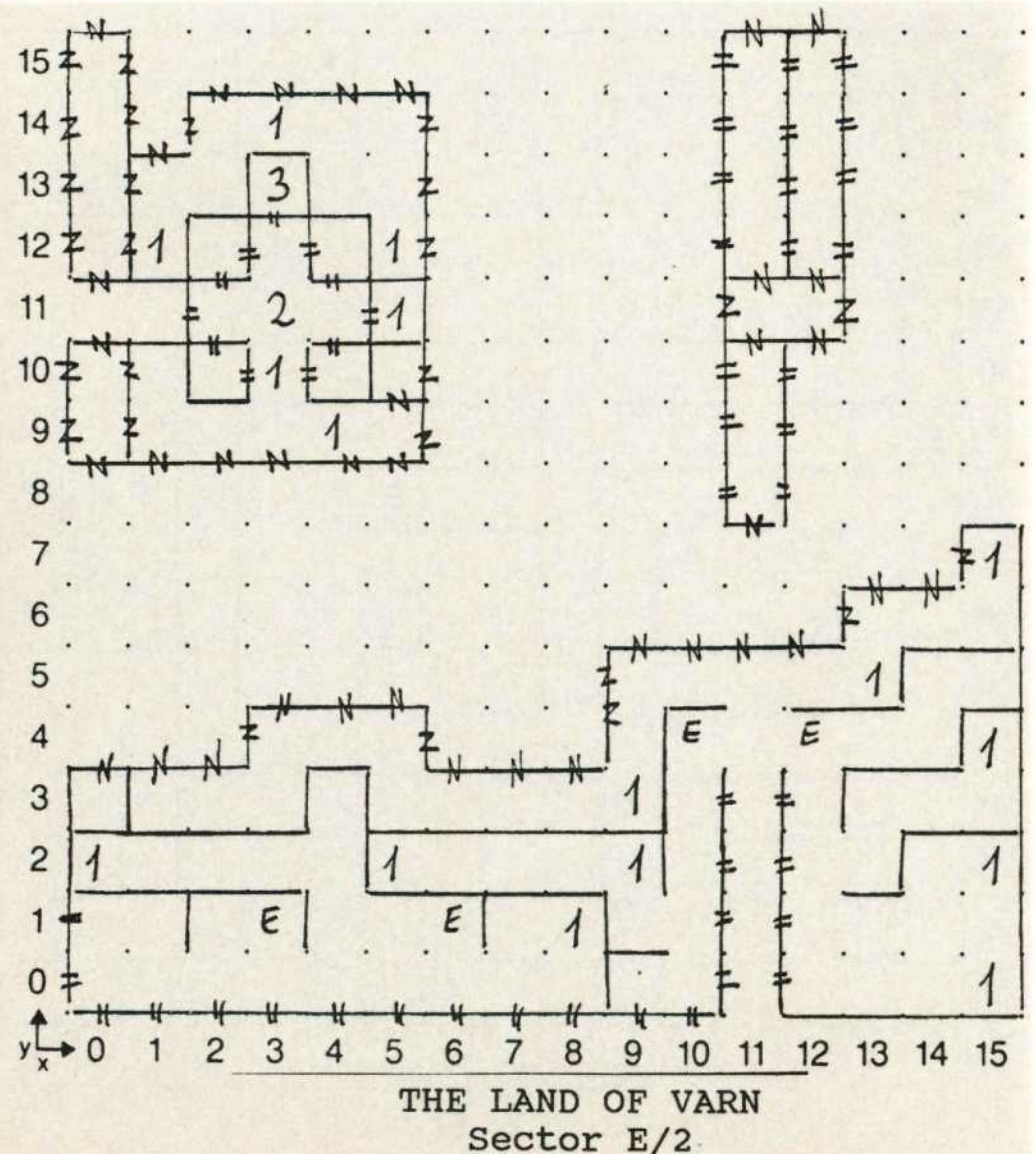 15
14 1
13 3
12 1 1
11 2 1
10 1
9 1
8
7 1
6
5 1
4 E E 1
3 1
2 1 1 1 1
1 E E 1
0 1
y x 0 1 2 3 4 5 6 7 8 9 10 11 12 13 14 15
THE LAND OF VARN
Sector E/2